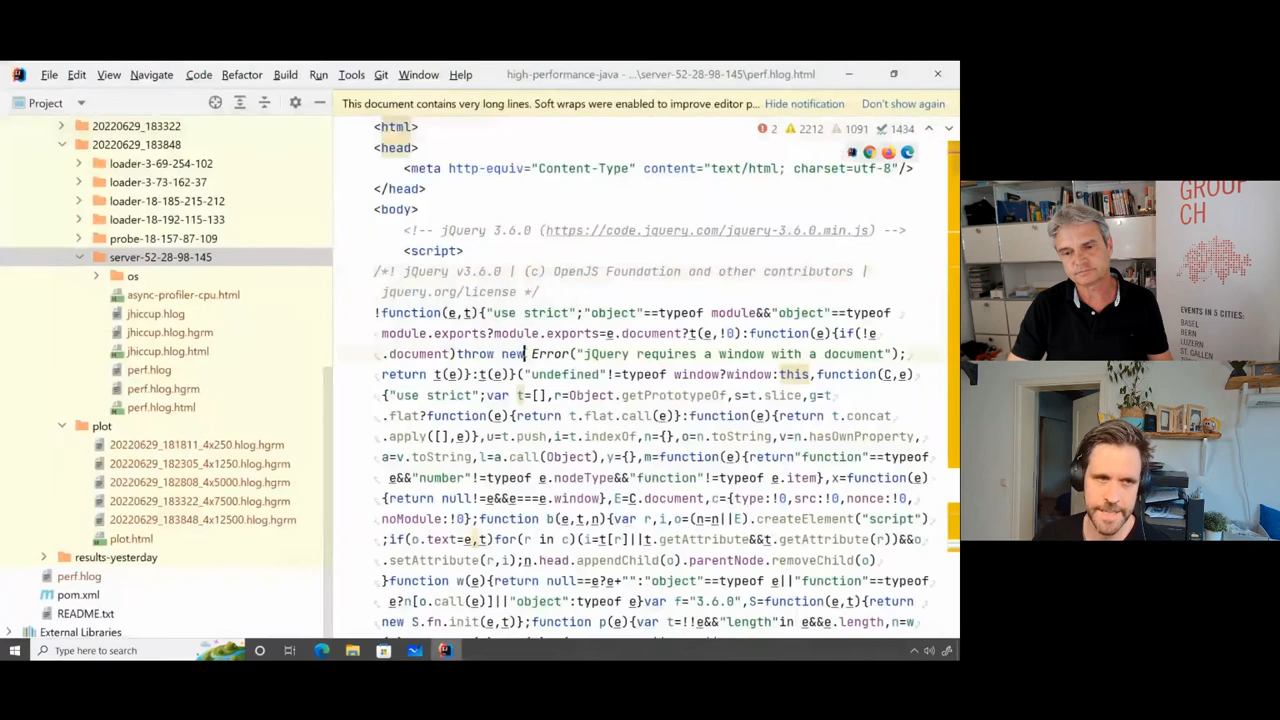 File Edit View Navigate Code Refactor Build Run Tools Git Window Help
high-performance-java - ...\server-52-28-98-145\perf.hlog.html
Project
This document contains very long lines. Soft wraps were enabled to improve editor p... Hide notification Don't show again
20220629_183322
20220629_183848
loader-3-69-254-102
loader-3-73-162-37
loader-18-185-215-212
loader-18-192-115-133
probe-18-157-87-109
server-52-28-98-145
os
async-profiler-cpu.html
jhiccup.hlog
jhiccup.hlog.hgrm
jhiccup.hlog.html
perf.hlog
perf.hlog.hgrm
perf.hlog.html
plot
20220629_181811_4x250.hlog.hgrm
20220629_182305_4x1250.hlog.hgrm
20220629_182808_4x5000.hlog.hgrm
20220629_183322_4x7500.hlog.hgrm
20220629_183848_4x12500.hlog.hgrm
plot.html
results-yesterday
perf.hlog
pom.xml
README.txt
External Libraries
2 2212 1091 1434
<html>
<head>
<meta http-equiv="Content-Type" content="text/html; charset=utf-8"/>
</head>
<body>
<!-- jQuery 3.6.0 (https://code.jquery.com/jquery-3.6.0.min.js) -->
<script>
/*! jQuery v3.6.0 | (c) OpenJS Foundation and other contributors |
jquery.org/license */
!function(e,t){"use strict";"object"==typeof module&&"object"==typeof
module.exports?module.exports=e.document?t(e,!0):function(e){if(!e
.document)throw new Error("jQuery requires a window with a document");
return t(e)}:t(e)}("undefined"!=typeof window?window:this,function(C,e)
{"use strict";var t=[],r=Object.getPrototypeOf,s=t.slice,g=t
.flat?function(e){return t.flat.call(e)}:function(e){return t.concat
.apply([],e)},u=t.push,i=t.indexOf,n={},o=n.toString,v=n.hasOwnProperty,
a=v.toString,l=a.call(Object),y={},m=function(e){return"function"==typeof
e&&"number"!=typeof e.nodeType&&"function"!=typeof e.item},x=function(e)
{return null!=e&&e===e.window},E=C.document,c={type:!0,src:!0,nonce:!0,
noModule:!0};function b(e,t,n){var r,i,o=(n=n||E).createElement("script")
;if(o.text=e,t)for(r in c)(i=t[r]||t.getAttribute&&t.getAttribute(r))&&o
.setAttribute(r,i);n.head.appendChild(o).parentNode.removeChild(o)
}function w(e){return null==e?e+"":"object"==typeof e||"function"==typeof
e?n[o.call(e)]||"object":typeof e}var f="3.6.0",S=function(e,t){return
new S.fn.init(e,t)};function p(e){var t=!!e&&"length"in e&&e.length,n=w
Type here to search
GROUP
CH
EVENTS IN 5 CITIES:
BASEL
BERN
LUZERN
ST. GALLEN